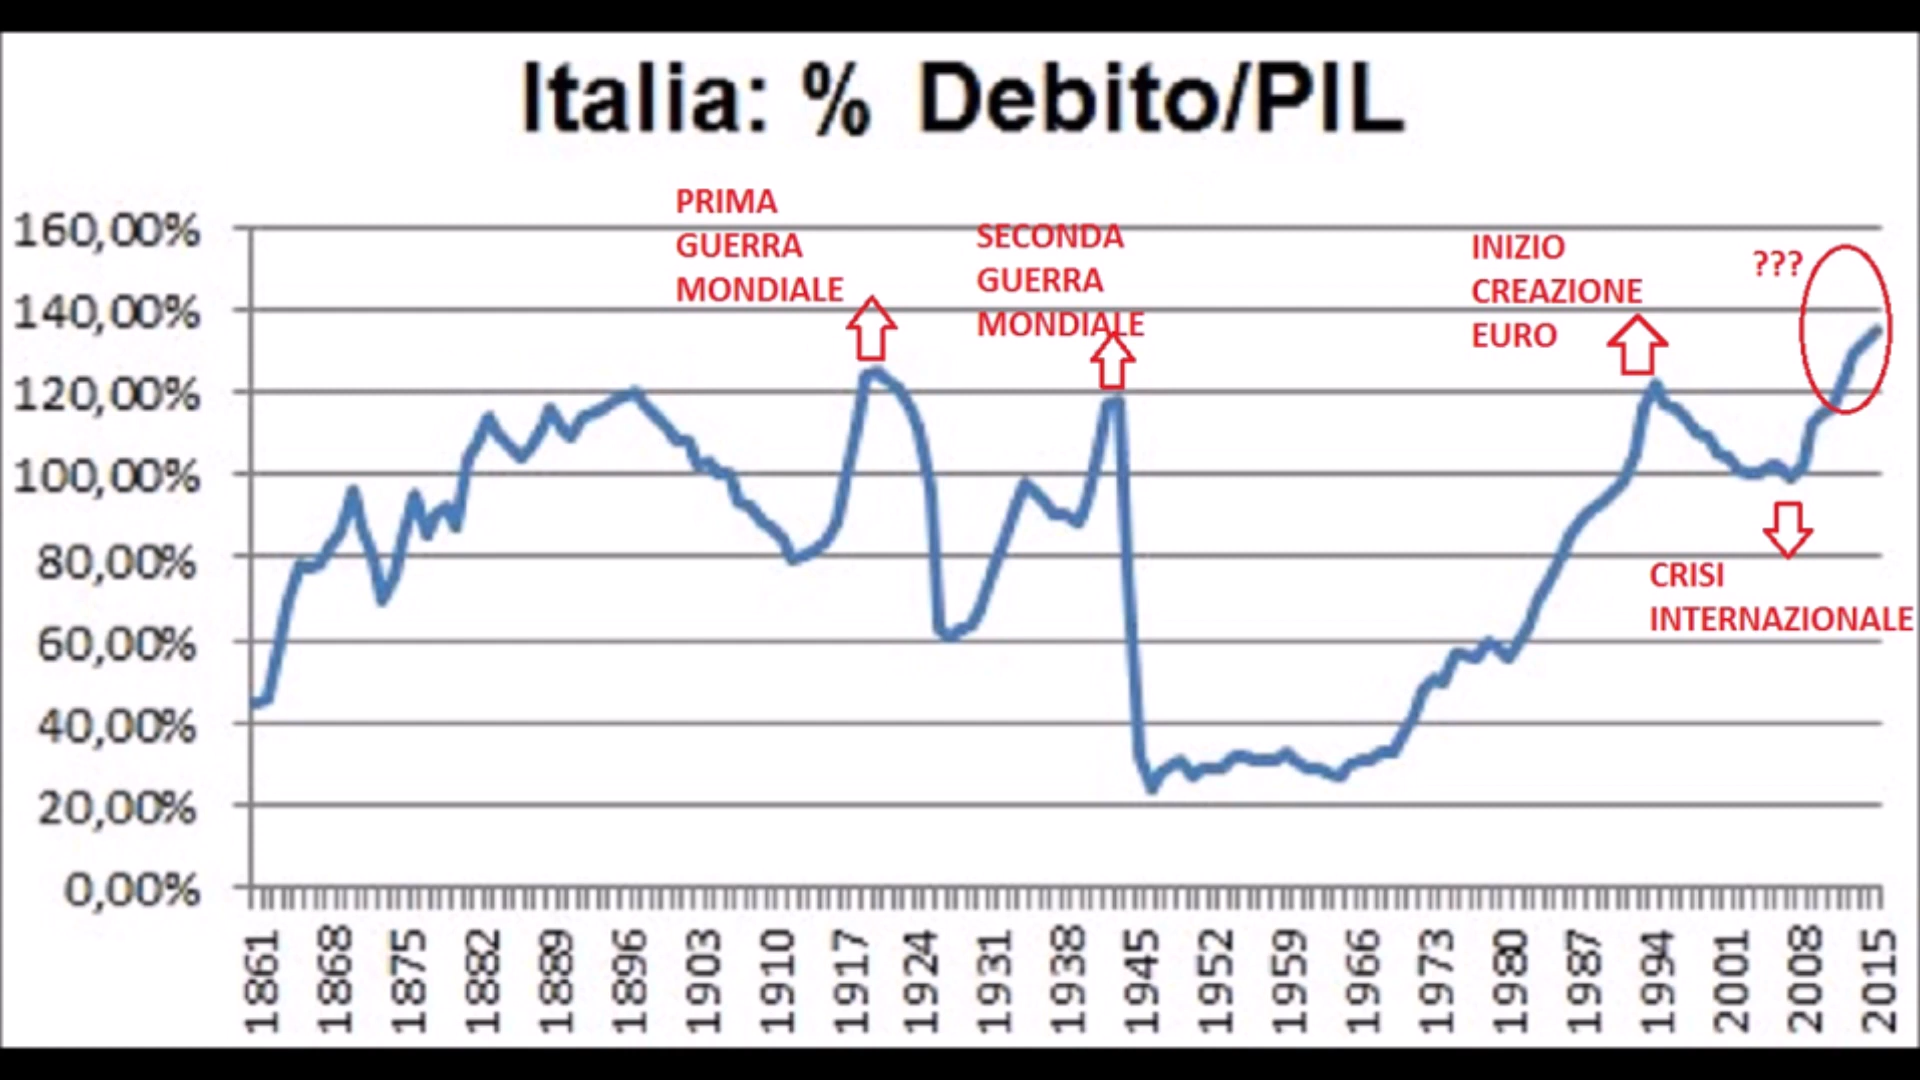 Italia: % Debito/PIL
PRIMA
GUERRA
MONDIALE
SECONDA
GUERRA
MONDIALE
INIZIO
CREAZIONE
EURO
???
CRISI
INTERNAZIONALE
160,00%
140,00%
120,00%
100,00%
80,00%
60,00%
40,00%
20,00%
0,00%
1861
1868
1875
1882
1889
1896
1903
1910
1917
1924
1931
1938
1945
1952
1959
1966
1973
1980
1987
1994
2001
2008
2015